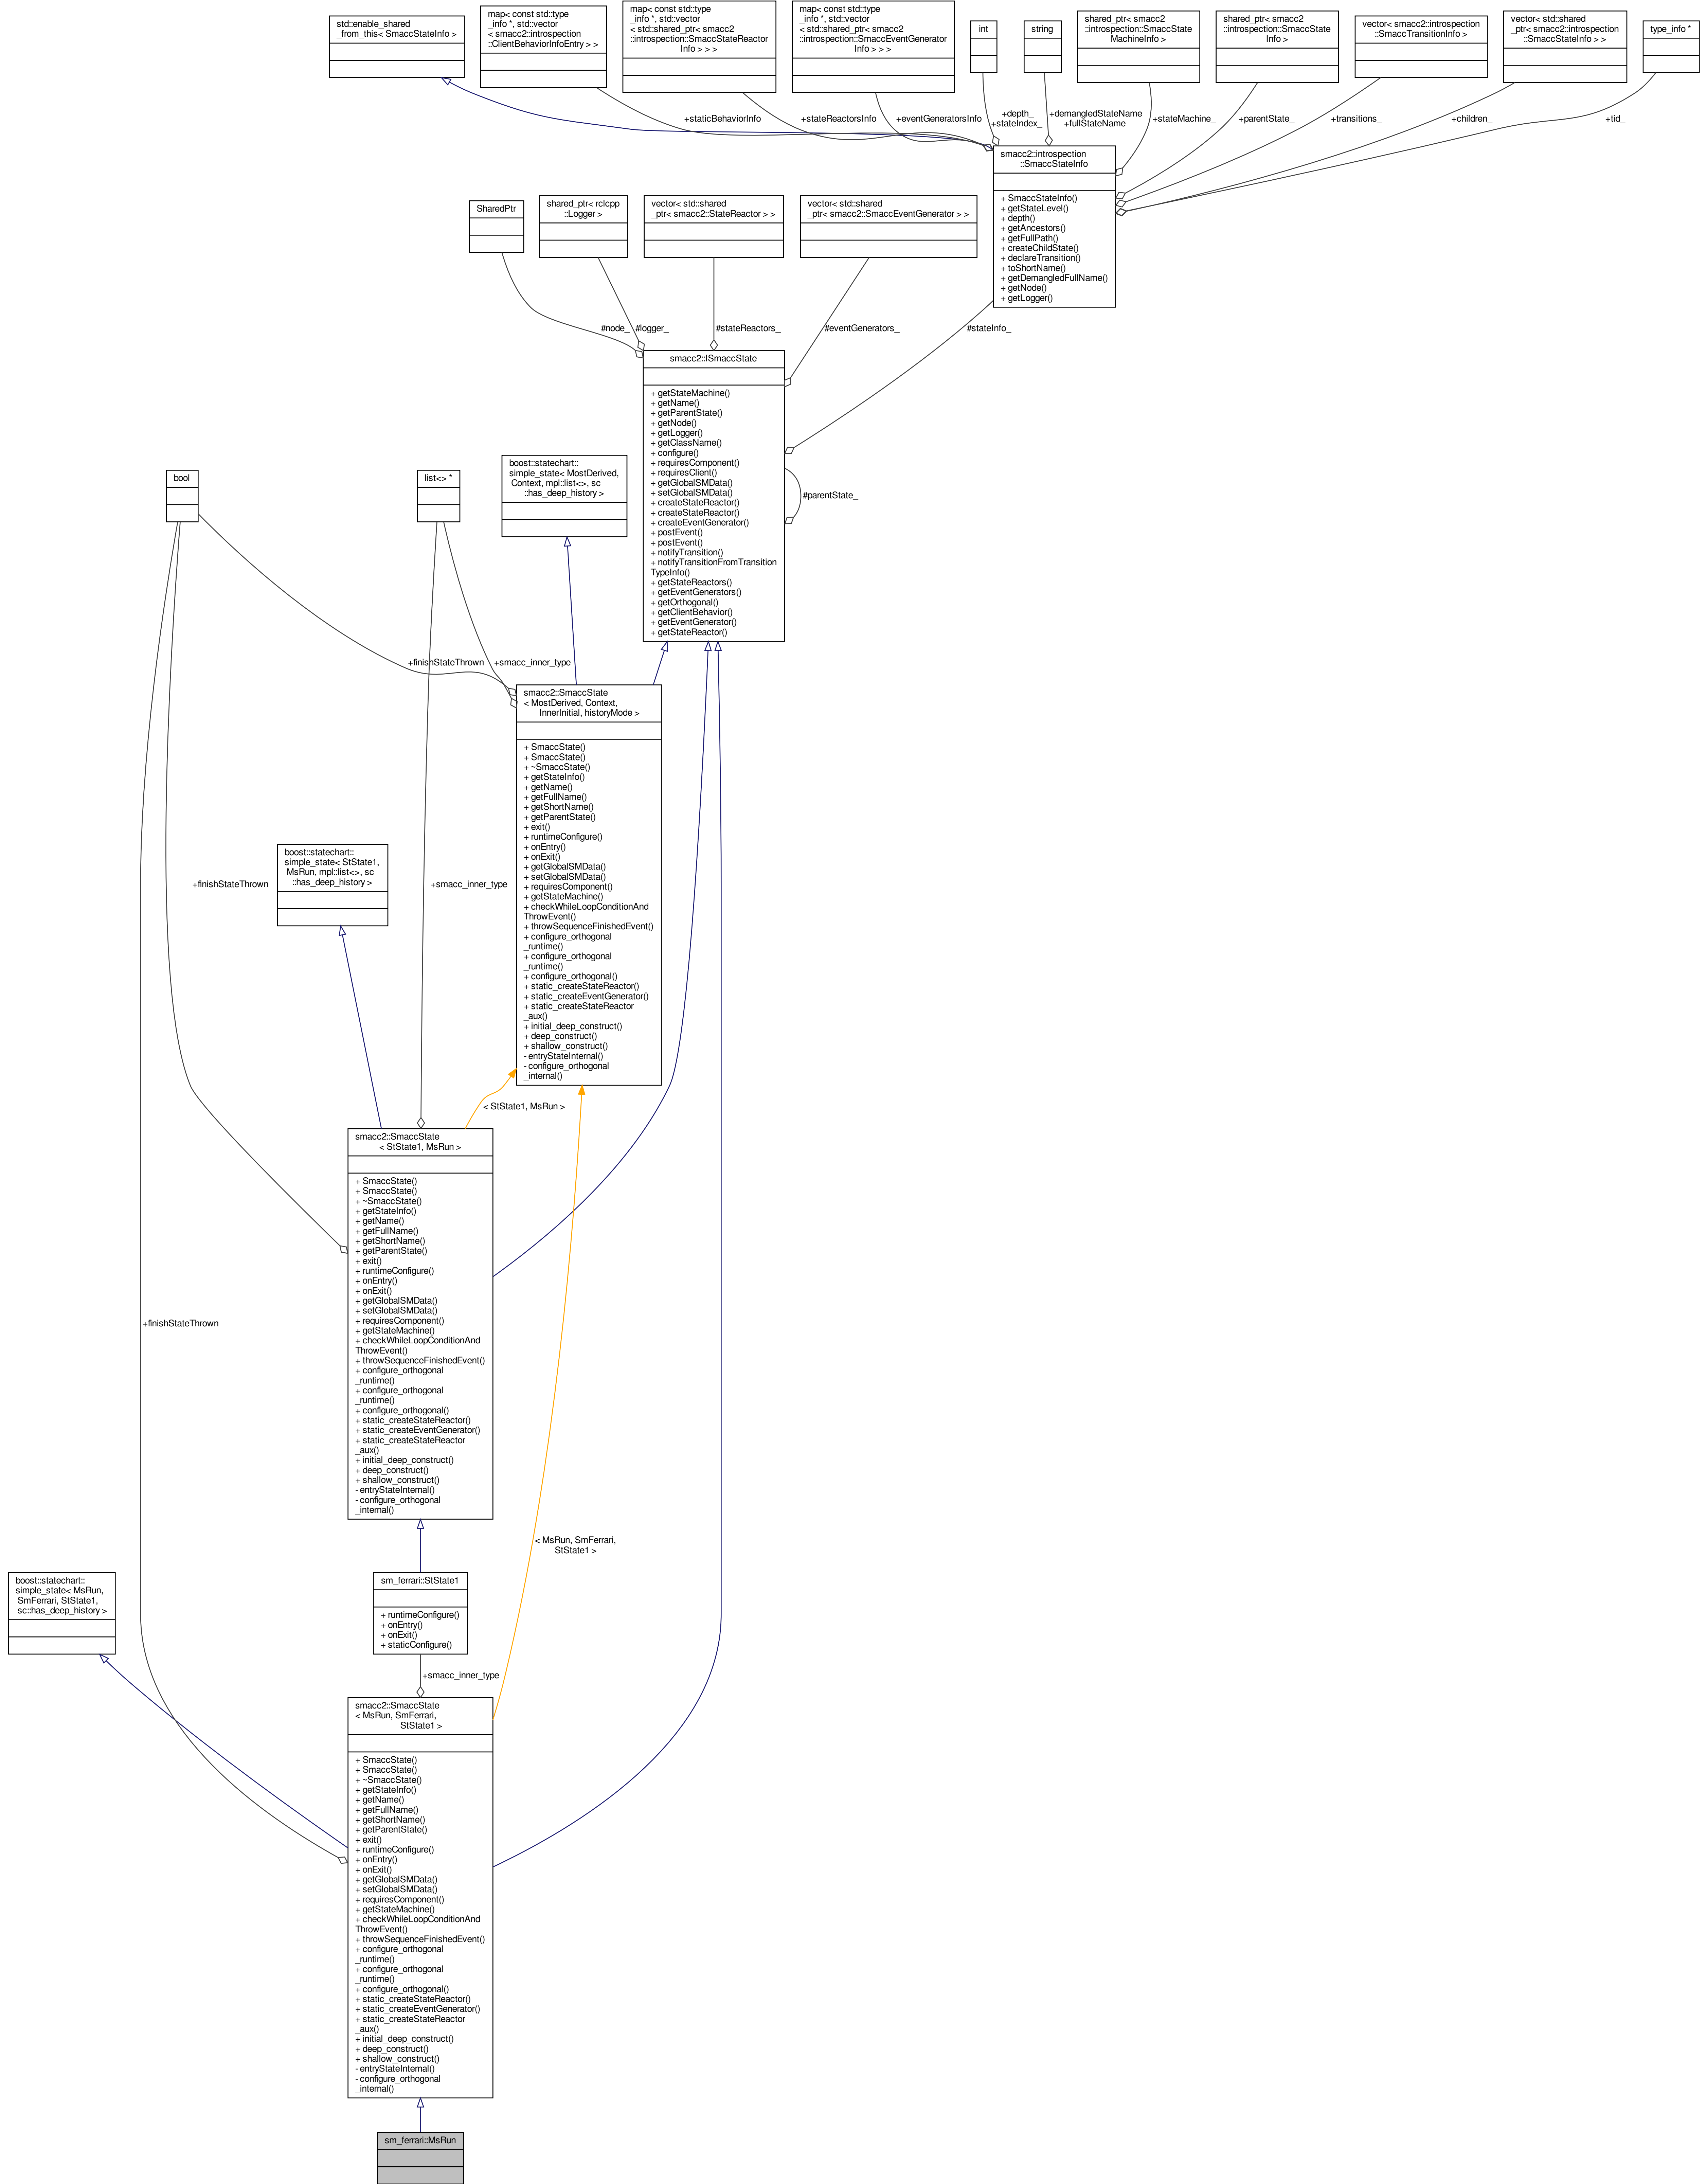 std::enable_shared
_from_this< SmaccStateInfo >
map< const std::type
_info *, std::vector
< smacc2::introspection
::ClientBehaviorInfoEntry > >
map< const std::type
_info *, std::vector
< std::shared_ptr< smacc2
::introspection::SmaccStateReactor
Info > > >
map< const std::type
_info *, std::vector
< std::shared_ptr< smacc2
::introspection::SmaccEventGenerator
Info > > >
int
string
shared_ptr< smacc2
::introspection::SmaccState
MachineInfo >
shared_ptr< smacc2
::introspection::SmaccState
Info >
vector< smacc2::introspection
::SmaccTransitionInfo >
vector< std::shared
_ptr< smacc2::introspection
::SmaccStateInfo > >
type_info *
+staticBehaviorInfo
+stateReactorsInfo
+eventGeneratorsInfo
+depth_
+stateIndex_
+demangledStateName
+fullStateName
+stateMachine_
+parentState_
+transitions_
+children_
+tid_
smacc2::introspection
::SmaccStateInfo
+ SmaccStateInfo()
+ getStateLevel()
+ depth()
+ getAncestors()
+ getFullPath()
+ createChildState()
+ declareTransition()
+ toShortName()
+ getDemangledFullName()
+ getNode()
+ getLogger()
SharedPtr
shared_ptr< rclcpp
::Logger >
vector< std::shared
_ptr< smacc2::StateReactor > >
vector< std::shared
_ptr< smacc2::SmaccEventGenerator > >
#node_
#logger_
#stateReactors_
#eventGenerators_
#stateInfo_
smacc2::ISmaccState
+ getStateMachine()
+ getName()
+ getParentState()
+ getNode()
+ getLogger()
+ getClassName()
+ configure()
+ requiresComponent()
+ requiresClient()
+ getGlobalSMData()
+ setGlobalSMData()
+ createStateReactor()
+ createStateReactor()
+ createEventGenerator()
+ postEvent()
+ postEvent()
+ notifyTransition()
+ notifyTransitionFromTransition
TypeInfo()
+ getStateReactors()
+ getEventGenerators()
+ getOrthogonal()
+ getClientBehavior()
+ getEventGenerator()
+ getStateReactor()
#parentState_
bool
list<> *
boost::statechart::
simple_state< MostDerived,
Context, mpl::list<>, sc
::has_deep_history >
+finishStateThrown
+smacc_inner_type
smacc2::SmaccState
< MostDerived, Context,
InnerInitial, historyMode >
+ SmaccState()
+ SmaccState()
+ ~SmaccState()
+ getStateInfo()
+ getName()
+ getFullName()
+ getShortName()
+ getParentState()
+ exit()
+ runtimeConfigure()
+ onEntry()
+ onExit()
+ getGlobalSMData()
+ setGlobalSMData()
+ requiresComponent()
+ getStateMachine()
+ checkWhileLoopConditionAnd
ThrowEvent()
+ throwSequenceFinishedEvent()
+ configure_orthogonal
_runtime()
+ configure_orthogonal
_runtime()
+ configure_orthogonal()
+ static_createStateReactor()
+ static_createEventGenerator()
+ static_createStateReactor
_aux()
+ initial_deep_construct()
+ deep_construct()
+ shallow_construct()
- entryStateInternal()
- configure_orthogonal
_internal()
boost::statechart::
simple_state< StState1,
MsRun, mpl::list<>, sc
::has_deep_history >
+finishStateThrown
+smacc_inner_type
< StState1, MsRun >
smacc2::SmaccState
< StState1, MsRun >
+ SmaccState()
+ SmaccState()
+ ~SmaccState()
+ getStateInfo()
+ getName()
+ getFullName()
+ getShortName()
+ getParentState()
+ exit()
+ runtimeConfigure()
+ onEntry()
+ onExit()
+ getGlobalSMData()
+ setGlobalSMData()
+ requiresComponent()
+ getStateMachine()
+ checkWhileLoopConditionAnd
ThrowEvent()
+ throwSequenceFinishedEvent()
+ configure_orthogonal
_runtime()
+ configure_orthogonal
_runtime()
+ configure_orthogonal()
+ static_createStateReactor()
+ static_createEventGenerator()
+ static_createStateReactor
_aux()
+ initial_deep_construct()
+ deep_construct()
+ shallow_construct()
- entryStateInternal()
- configure_orthogonal
_internal()
+finishStateThrown
< MsRun, SmFerrari,
StState1 >
boost::statechart::
simple_state< MsRun,
SmFerrari, StState1,
sc::has_deep_history >
sm_ferrari::StState1
+ runtimeConfigure()
+ onEntry()
+ onExit()
+ staticConfigure()
+smacc_inner_type
smacc2::SmaccState
< MsRun, SmFerrari,
StState1 >
+ SmaccState()
+ SmaccState()
+ ~SmaccState()
+ getStateInfo()
+ getName()
+ getFullName()
+ getShortName()
+ getParentState()
+ exit()
+ runtimeConfigure()
+ onEntry()
+ onExit()
+ getGlobalSMData()
+ setGlobalSMData()
+ requiresComponent()
+ getStateMachine()
+ checkWhileLoopConditionAnd
ThrowEvent()
+ throwSequenceFinishedEvent()
+ configure_orthogonal
_runtime()
+ configure_orthogonal
_runtime()
+ configure_orthogonal()
+ static_createStateReactor()
+ static_createEventGenerator()
+ static_createStateReactor
_aux()
+ initial_deep_construct()
+ deep_construct()
+ shallow_construct()
- entryStateInternal()
- configure_orthogonal
_internal()
sm_ferrari::MsRun